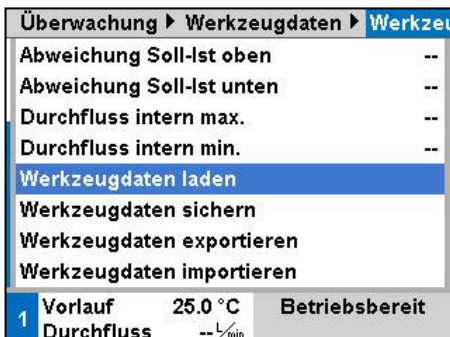 Überwachung ▶ Werkzeugdaten ▶ Werkzeu
Abweichung Soll-Ist oben --
Abweichung Soll-Ist unten --
Durchfluss intern max. --
Durchfluss intern min. --
Werkzeugdaten laden
Werkzeugdaten sichern
Werkzeugdaten exportieren
Werkzeugdaten importieren
1 Vorlauf 25.0 °C Betriebsbereit
Durchfluss -- L/min